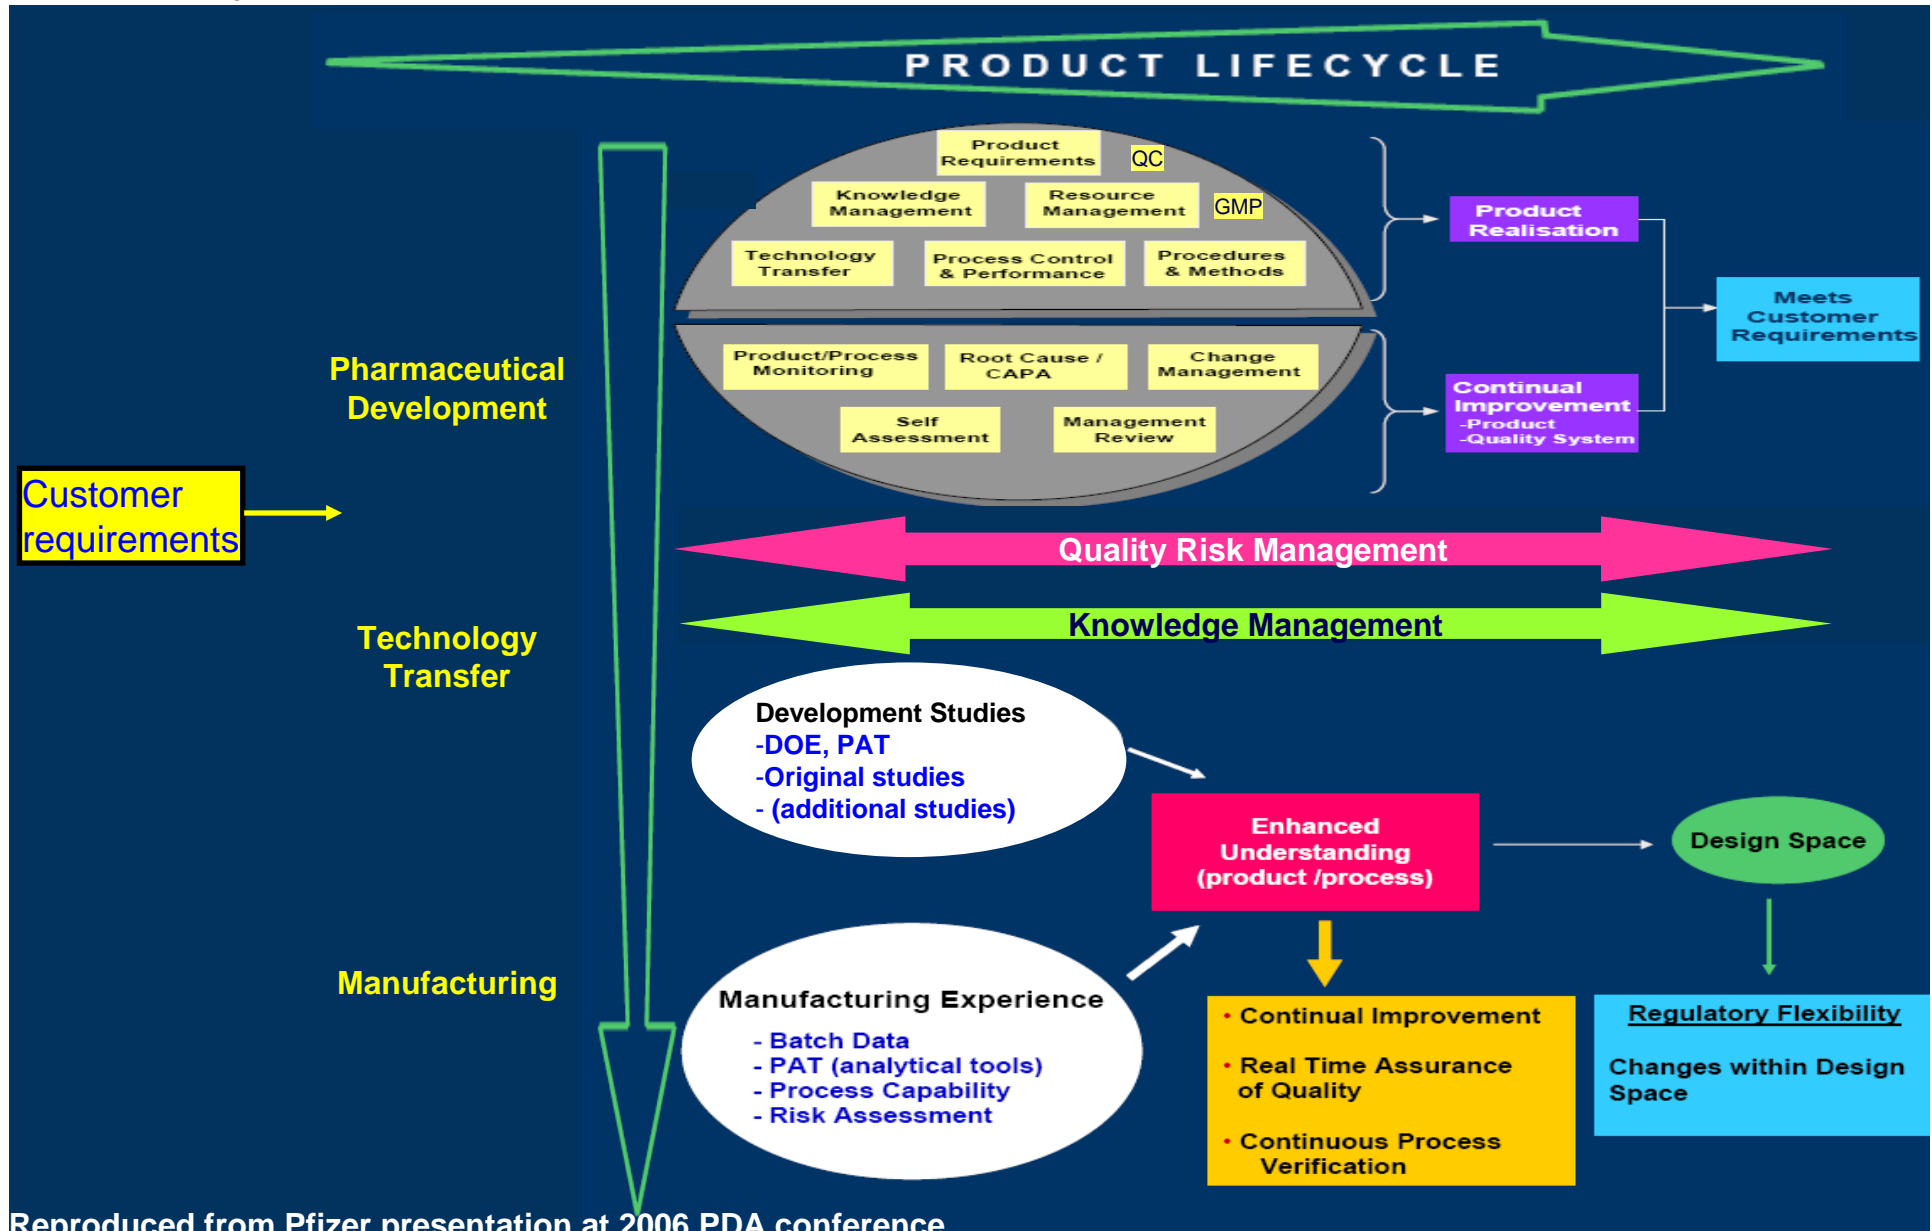 PRODUCT LIFECYCLE
Product
Requirements
QC
Knowledge
Management
Resource
Management
GMP
Technology
Transfer
Process Control
& Performance
Procedures
& Methods
Product
Realisation
Meets
Customer
Requirements
Product/Process
Monitoring
Root Cause /
CAPA
Change
Management
Self
Assessment
Management
Review
Continual
Improvement
-Product
-Quality System
Pharmaceutical
Development
Customer
requirements
Quality Risk Management
Knowledge Management
Technology
Transfer
Development Studies
-DOE, PAT
-Original studies
- (additional studies)
Enhanced
Understanding
(product /process)
Design Space
Manufacturing
Manufacturing Experience
- Batch Data
- PAT (analytical tools)
- Process Capability
- Risk Assessment
• Continual Improvement
• Real Time Assurance
of Quality
• Continuous Process
Verification
Regulatory Flexibility
Changes within Design
Space
Reproduced from Pfizer presentation at 2006 PDA conference